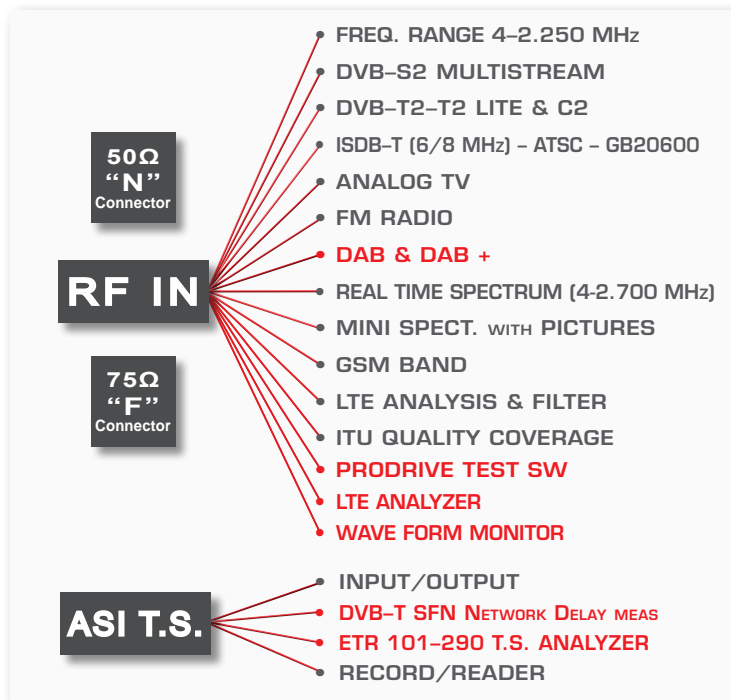 FREQ. RANGE 4–2.250 MHz
DVB–S2 MULTISTREAM
DVB–T2–T2 LITE & C2
ISDB–T (6/8 MHz) – ATSC – GB20600
ANALOG TV
FM RADIO
DAB & DAB +
REAL TIME SPECTRUM (4-2.700 MHz)
MINI SPECT. WITH PICTURES
GSM BAND
LTE ANALYSIS & FILTER
ITU QUALITY COVERAGE
PRODRIVE TEST SW
LTE ANALYZER
WAVE FORM MONITOR
50Ω
“N”
Connector
RF IN
75Ω
“F”
Connector
ASI T.S.
INPUT/OUTPUT
DVB–T SFN NETWORK DELAY MEAS
ETR 101–290 T.S. ANALYZER
RECORD/READER